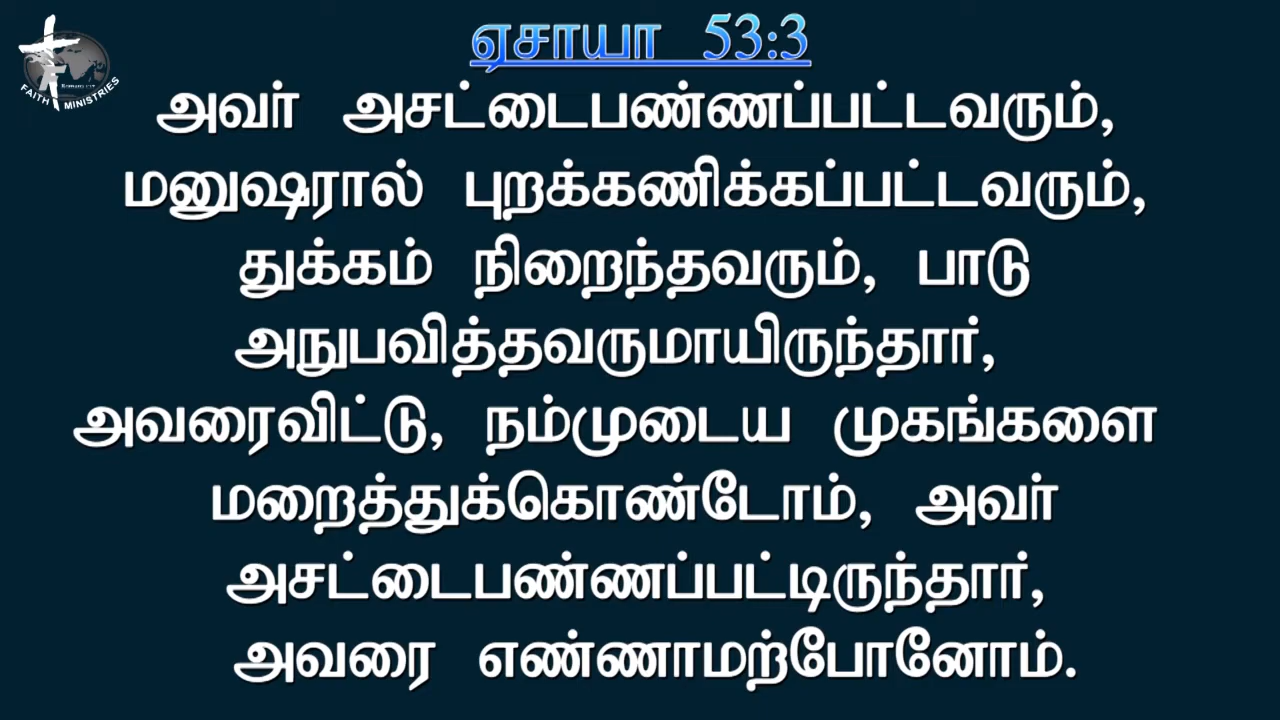 ஏசாயா 53:3
அவர் அசட்டைபண்ணப்பட்டவரும்,
மனுஷரால் புறக்கணிக்கப்பட்டவரும்,
துக்கம் நிறைந்தவரும், பாடு
அநுபவித்தவருமாயிருந்தார்,
அவரைவிட்டு, நம்முடைய முகங்களை
மறைத்துக்கொண்டோம், அவர்
அசட்டைபண்ணப்பட்டிருந்தார்,
அவரை எண்ணாமற்போனோம்.
FAITH MINISTRIES